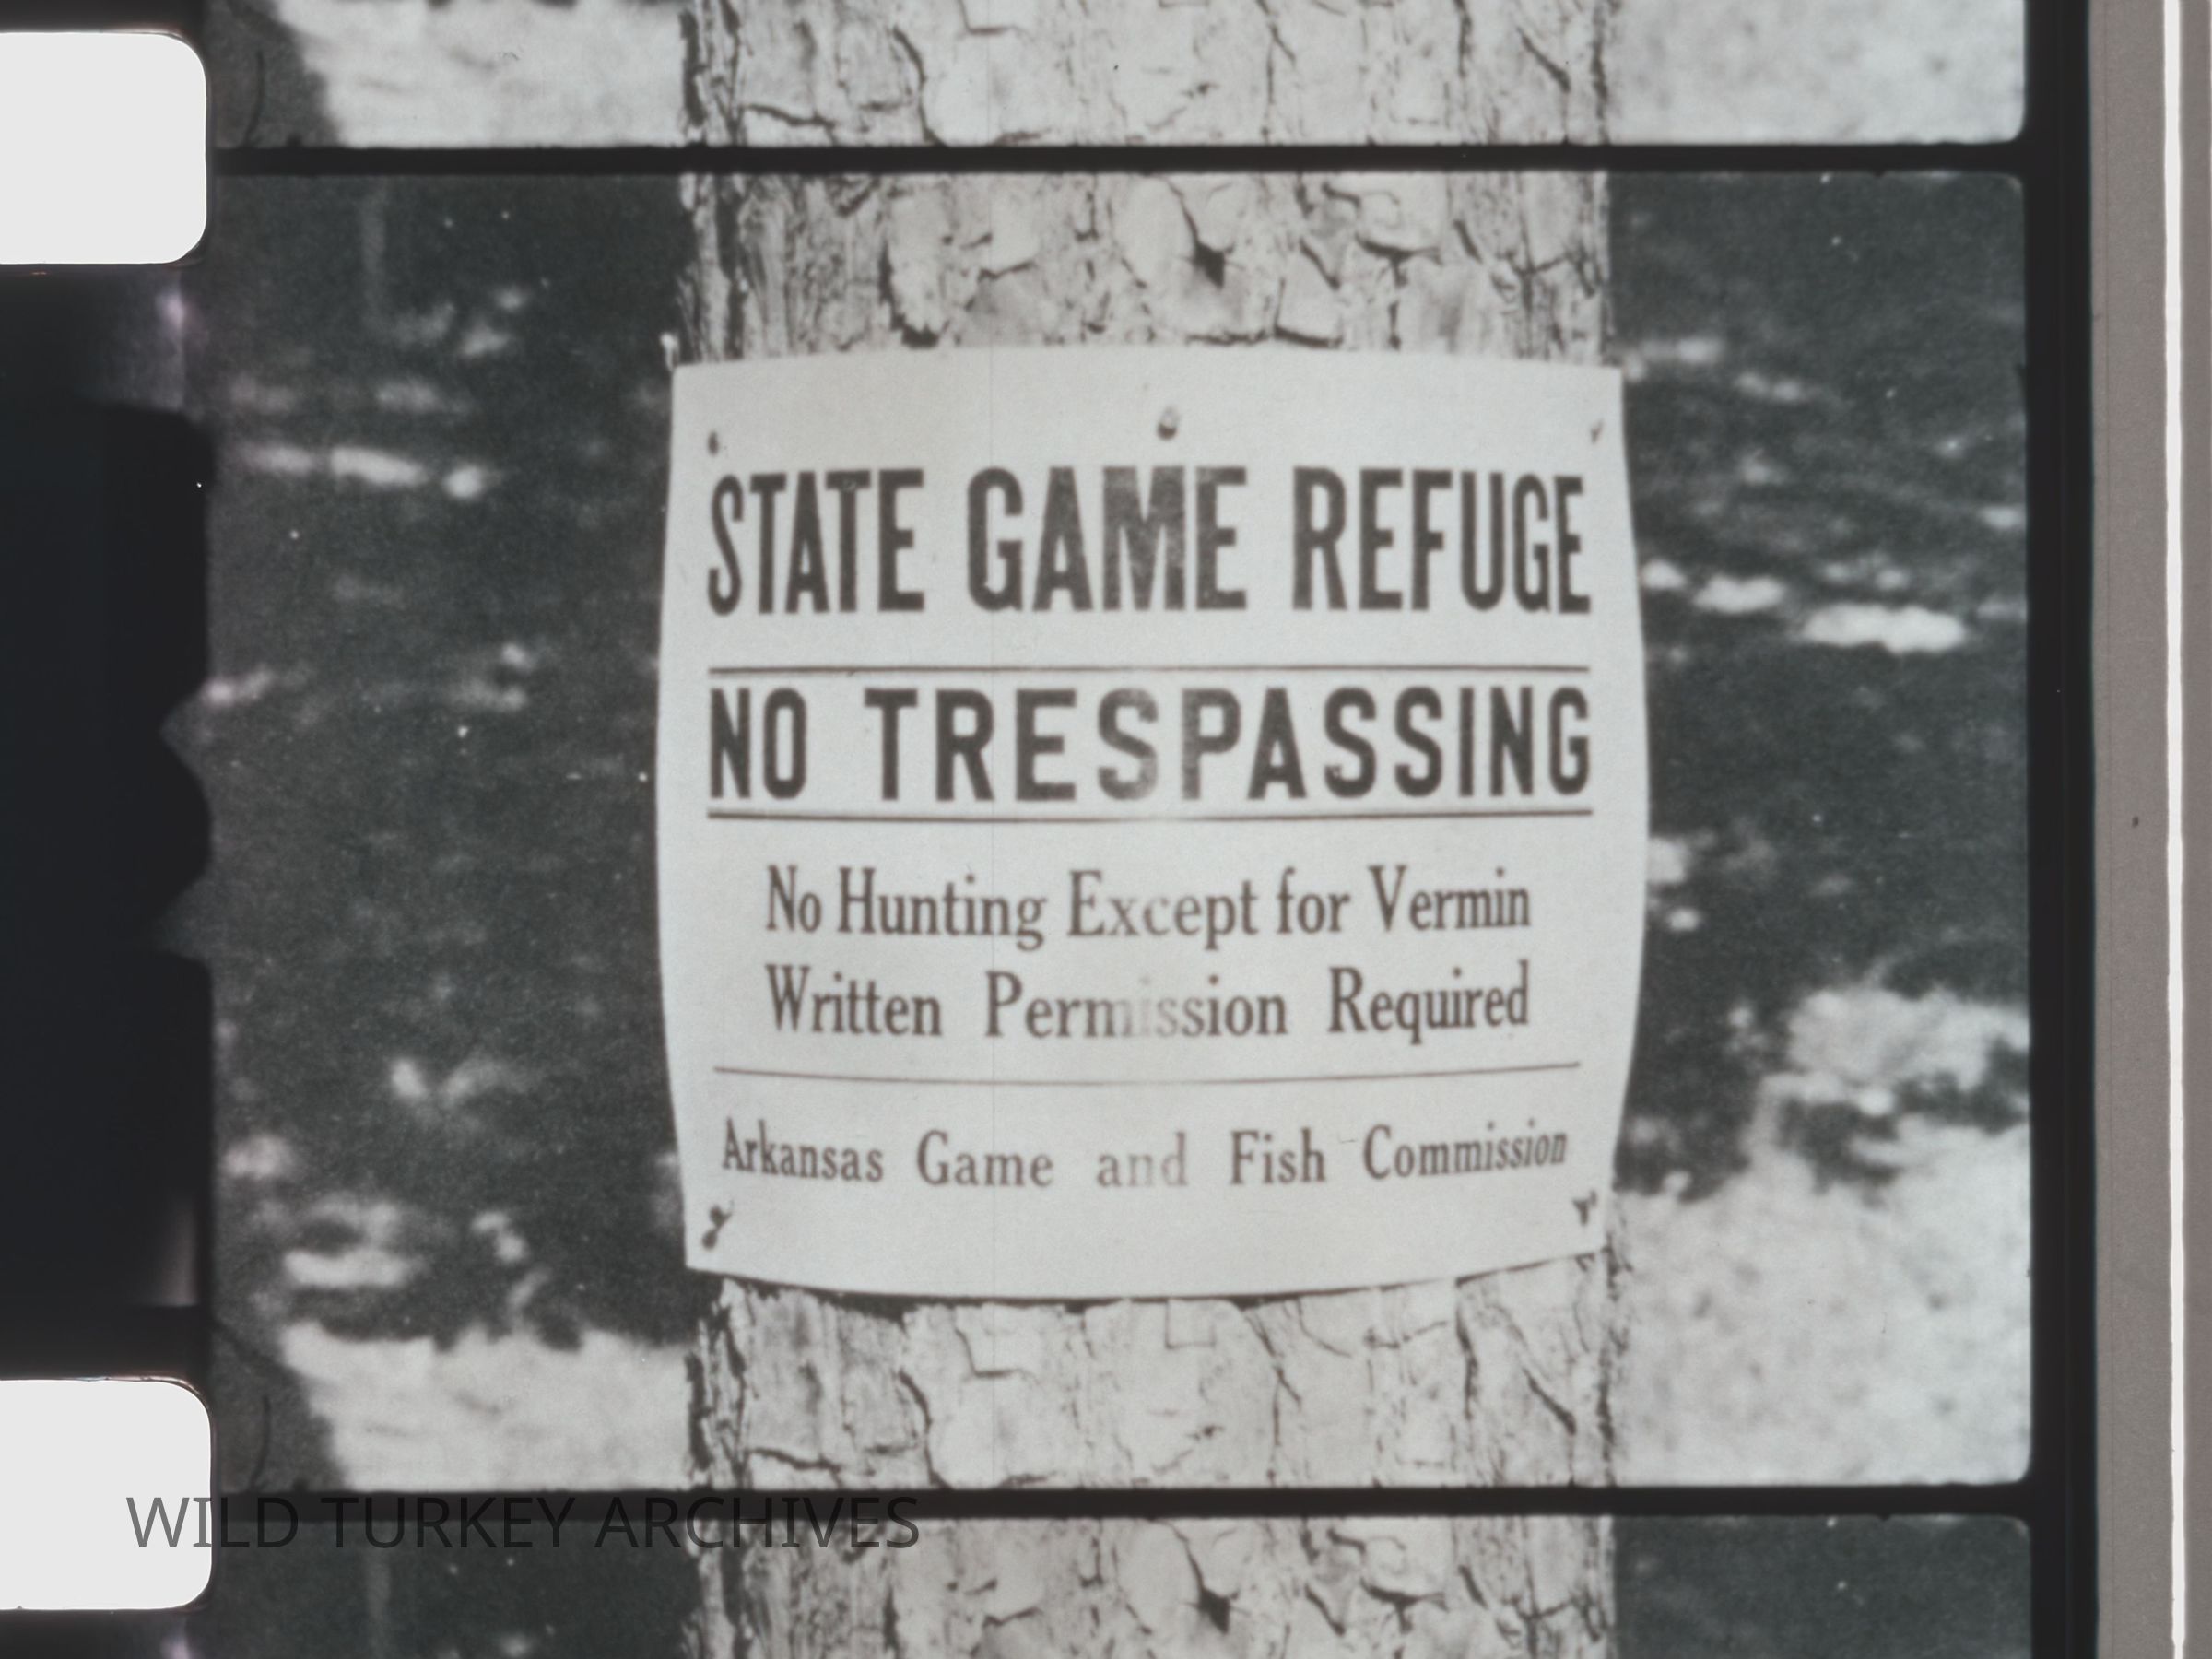 STATE GAME REFUGE
NO TRESPASSING
No Hunting Except for Vermin
Written Permission Required
Arkansas Game and Fish Commission
WILD TURKEY ARCHIVES